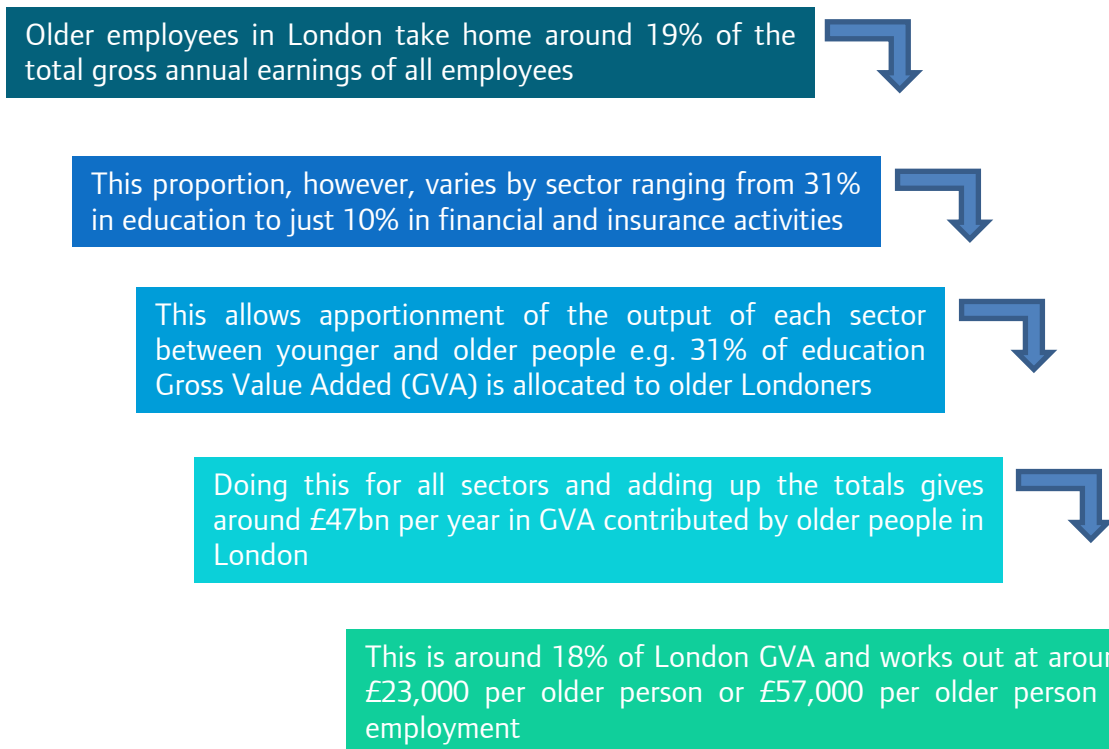 Older employees in London take home around 19% of the
total gross annual earnings of all employees
This proportion, however, varies by sector ranging from 31%
in education to just 10% in financial and insurance activities
This allows apportionment of the output of each sector
between younger and older people e.g. 31% of education
Gross Value Added (GVA) is allocated to older Londoners
Doing this for all sectors and adding up the totals gives
around £47bn per year in GVA contributed by older people in
London
This is around 18% of London GVA and works out at
£23,000 per older person or £57,000 per older person
employment